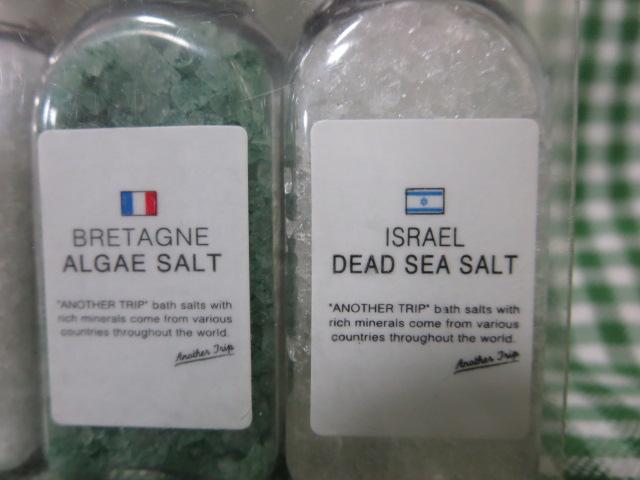 BRETAGNE
ALGAE SALT
"ANOTHER TRIP" bath salts with
rich minerals come from various
countries throughout the world.
Another Trip
ISRAEL
DEAD SEA SALT
"ANOTHER TRIP" bath salts with
rich minerals come from various
countries throughout the world.
Another Trip